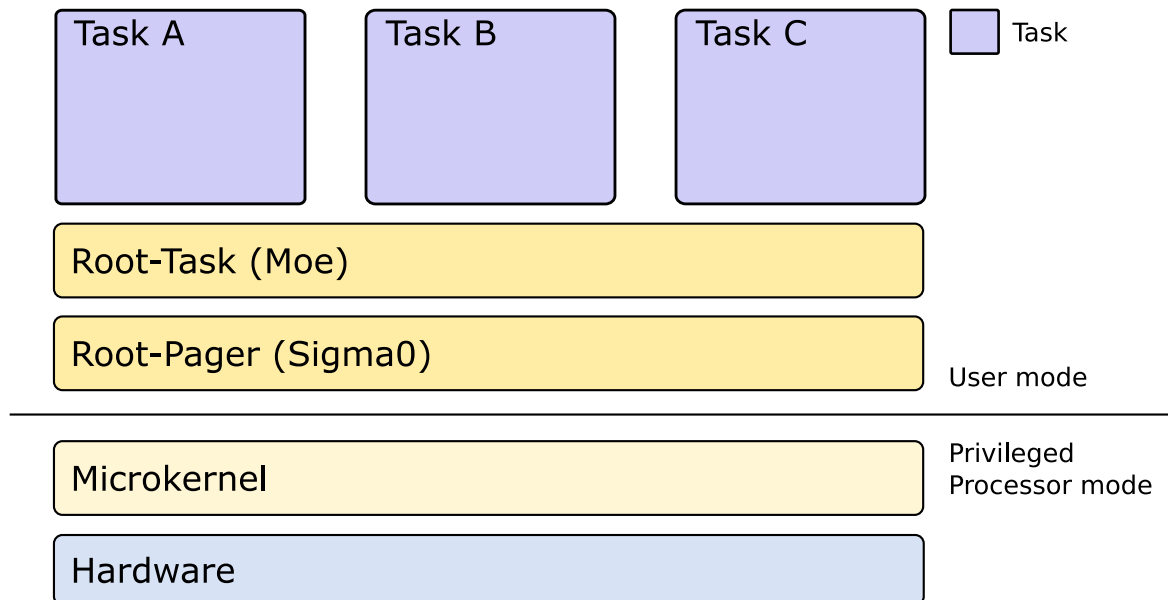 Task A
Task B
Task C
Task
Root-Task (Moe)
Root-Pager (Sigma0)
User mode
Microkernel
Privileged
Processor mode
Hardware